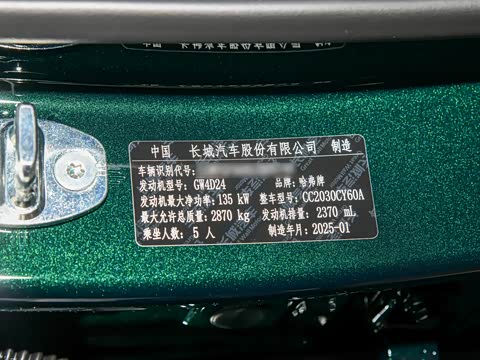 中国 长城汽车股份有限公司 制造
车辆识别代号:
发动机型号: GW4D24 品牌: 哈弗牌
发动机最大净功率: 135 kW 整车型号: CC2030CY60A
最大允许总质量: 2870 kg 发动机排量: 2370 mL
乘坐人数: 5 人 制造年月: 2025-01